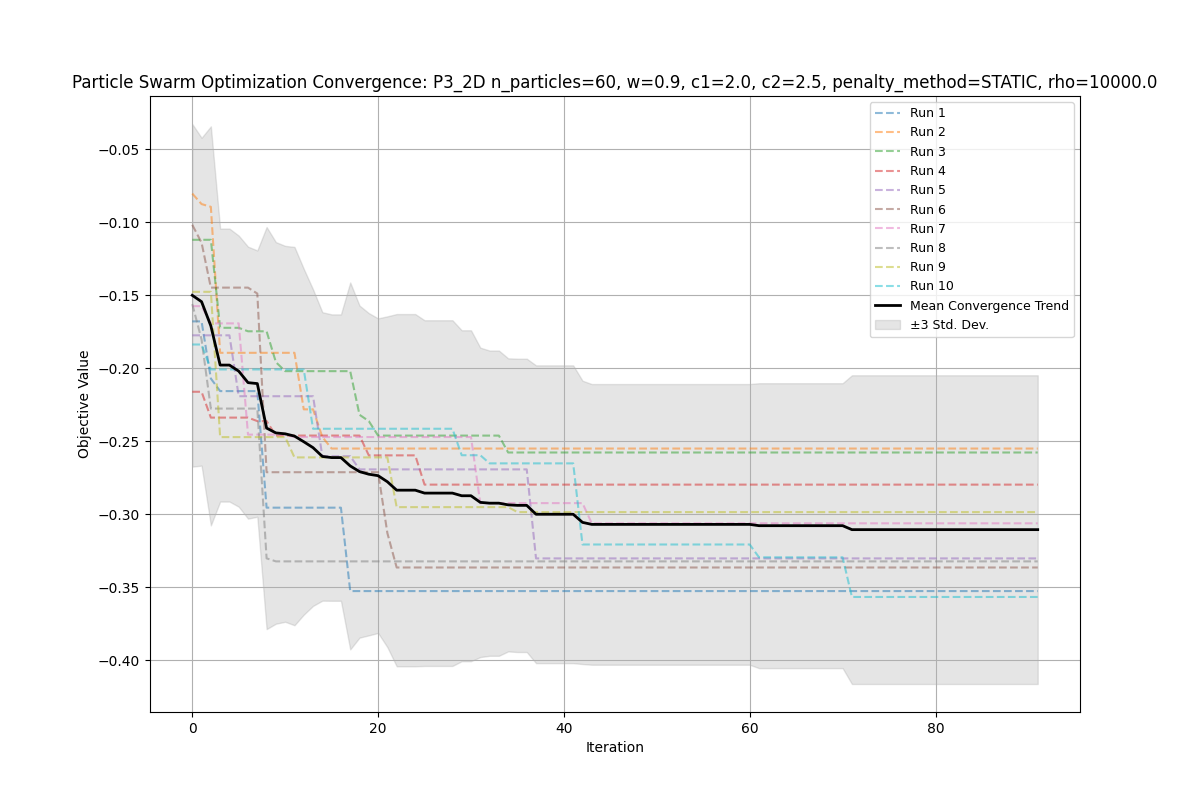 Particle Swarm Optimization Convergence: P3_2D n_particles=60, w=0.9, c1=2.0, c2=2.5, penalty_method=STATIC, rho=10000.0
Run 1
Run 2
Run 3
Run 4
Run 5
Run 6
Run 7
Run 8
Run 9
Run 10
Mean Convergence Trend
±3 Std. Dev.
Objective Value
−0.05
−0.10
−0.15
−0.20
−0.25
−0.30
−0.35
−0.40
0 20 40 60 80
Iteration